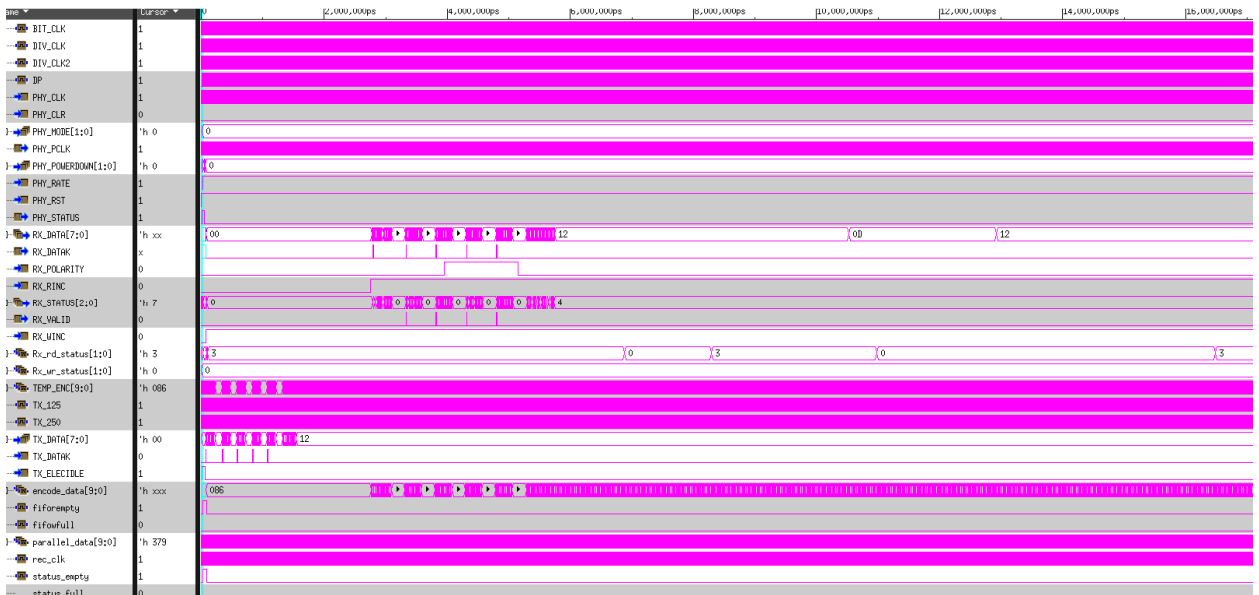 Cursor 0 2,000,000ps 4,000,000ps 6,000,000ps 8,000,000ps 10,000,000ps 12,000,000ps 14,000,000ps 16,000,000ps
BIT_CLK 1
DIV_CLK 1
DIV_CLK2 1
DP 1
PHY_CLK 1
PHY_CLR 0
PHY_MODE[1:0] 'h 0 0
PHY_PCLK 1
PHY_POWERDOWN[1:0] 'h 0 0
PHY_RATE 1
PHY_RST 1
PHY_STATUS 1
RX_DATA[7:0] 'h xx 00 12 0D 12
RX_DATAK x
RX_POLARITY 0
RX_RINC 0
RX_STATUS[2:0] 'h 7 0 0 0 0 0 0 4
RX_VALID 0
RX_WINC 0
Rx_rd_status[1:0] 'h 3 3 0 3 0 3
Rx_wr_status[1:0] 'h 0 0
TEMP_ENC[9:0] 'h 086
TX_125 1
TX_250 1
TX_DATA[7:0] 'h 00 12
TX_DATAK 0
TX_ELECIDLE 1
encode_data[9:0] 'h xxx 086
fiforempty 1
fifowfull 0
parallel_data[9:0] 'h 379
rec_clk 1
status_empty 1
status_full 0